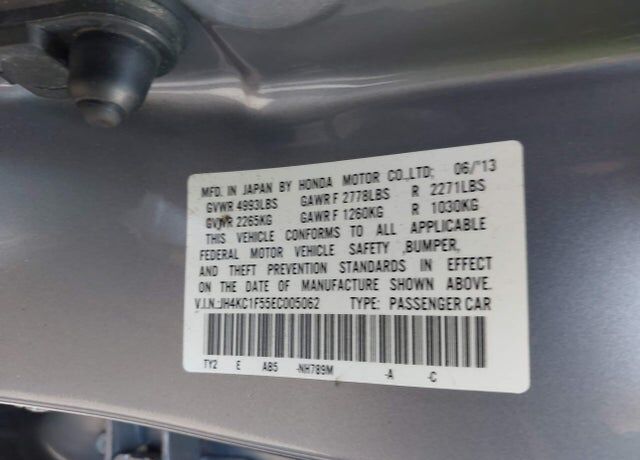 MFD. IN JAPAN BY HONDA MOTOR CO.,LTD; 06/'13
GVWR 4993LBS GAWR F 2778LBS R 2271LBS
GVWR 2265KG GAWR F 1260KG R 1030KG
THIS VEHICLE CONFORMS TO ALL APPLICABLE
FEDERAL MOTOR VEHICLE SAFETY ,BUMPER,
AND THEFT PREVENTION STANDARDS IN EFFECT
ON THE DATE OF MANUFACTURE SHOWN ABOVE.
V.I.N.:JH4KC1F55EC005062 TYPE: PASSENGER CAR
TY2 E AB5 -NH789M -A -C